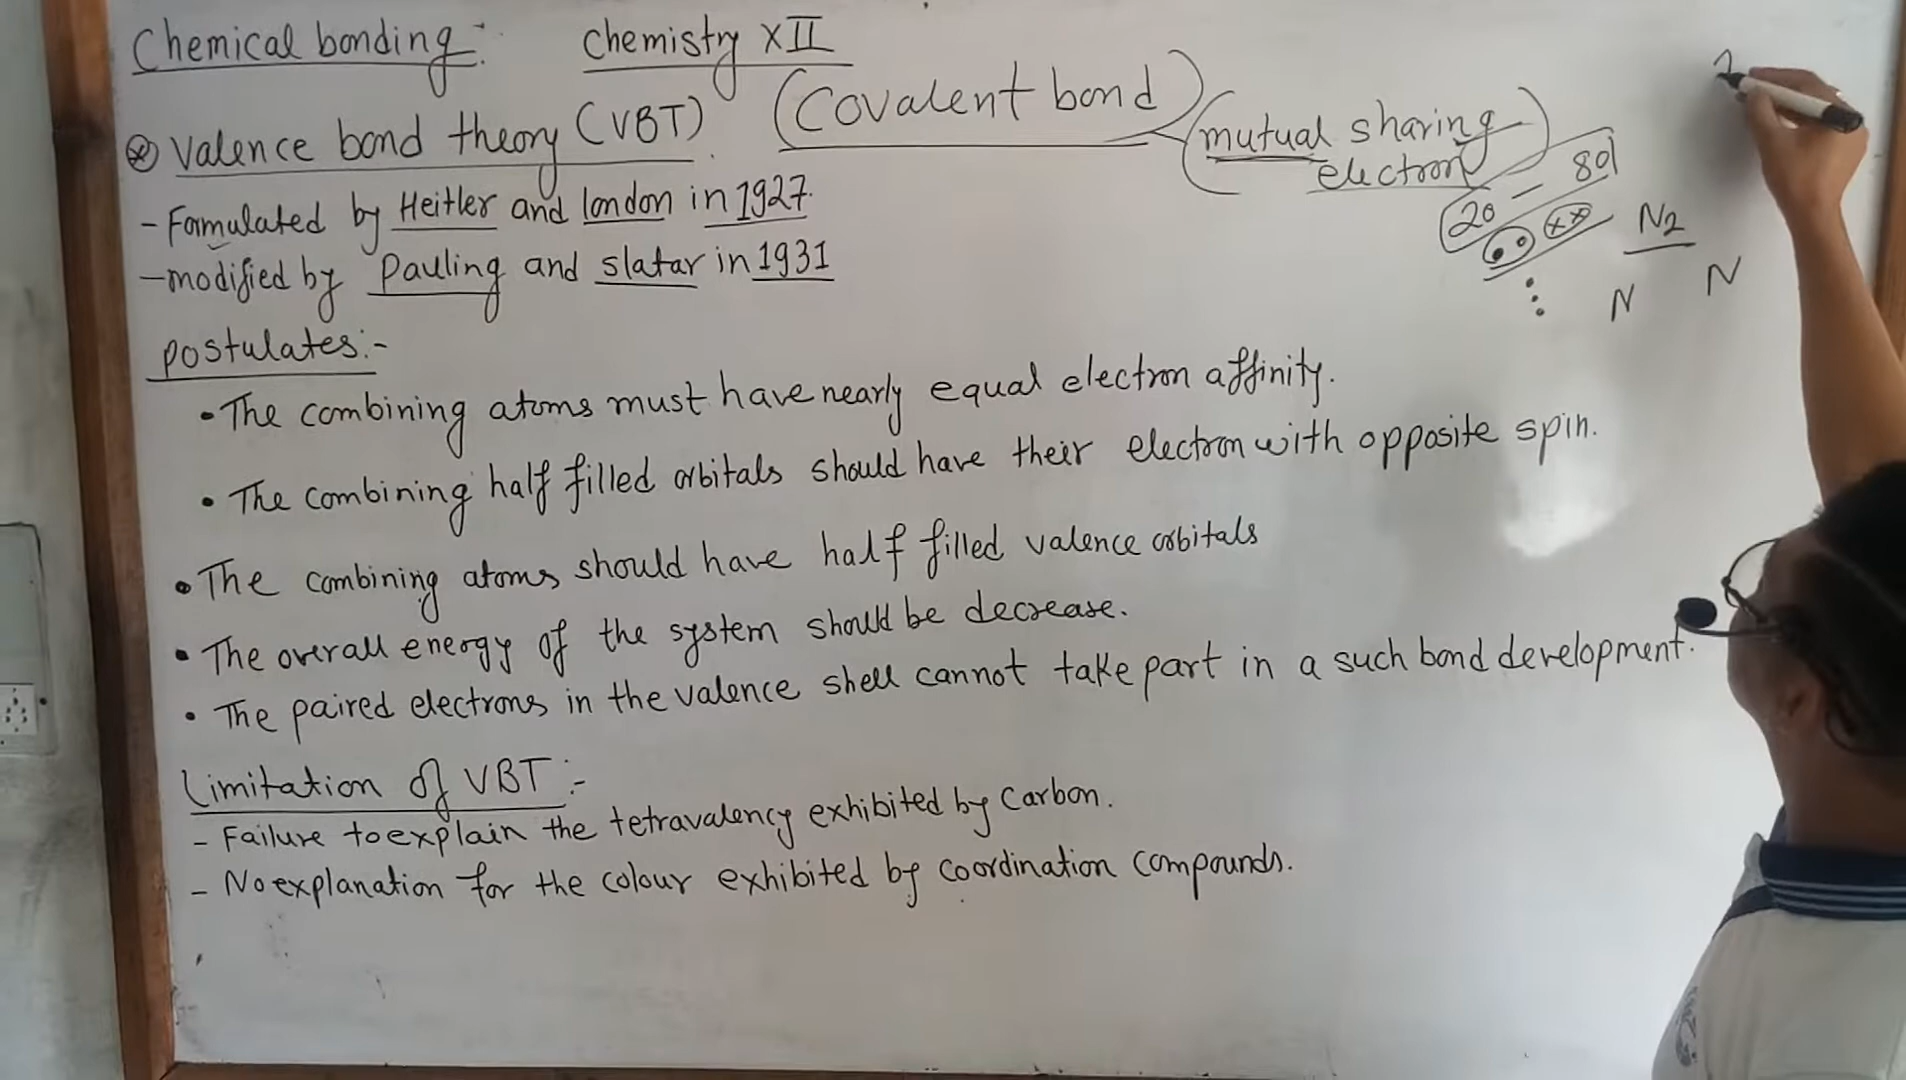 Chemical bonding:- Chemistry XII
Valence bond theory (VBT) (Covalent bond)
(mutual sharing
electron)
20 — 80
- Formulated by Heitler and london in 1927.
N2
N N
- modified by Pauling and slatar in 1931
postulates:-
• The combining atoms must have nearly equal electron affinity.
• The combining half filled orbitals should have their electron with opposite spin.
• The combining atoms should have half filled valence orbitals
• The overall energy of the system should be decrease.
• The paired electrons in the valence shell cannot take part in a such bond development.
Limitation of VBT:-
- Failure to explain the tetravalency exhibited by Carbon.
- No explanation for the colour exhibited by coordination compounds.